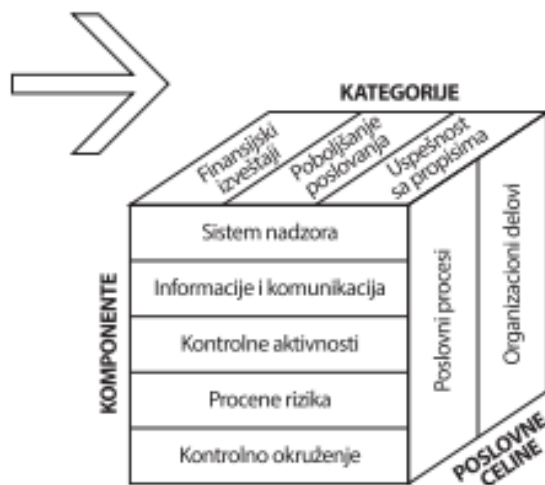 KATEGORIJE
Finansijski
izveštaji
Poboljšanje
poslovanja
Uspešnost
sa propisima
KOMPONENTE
Sistem nadzora
Informacije i komunikacija
Kontrolne aktivnosti
Procene rizika
Kontrolno okruženje
Poslovni procesi
Organizacioni delovi
POSLOVNE
CELINE